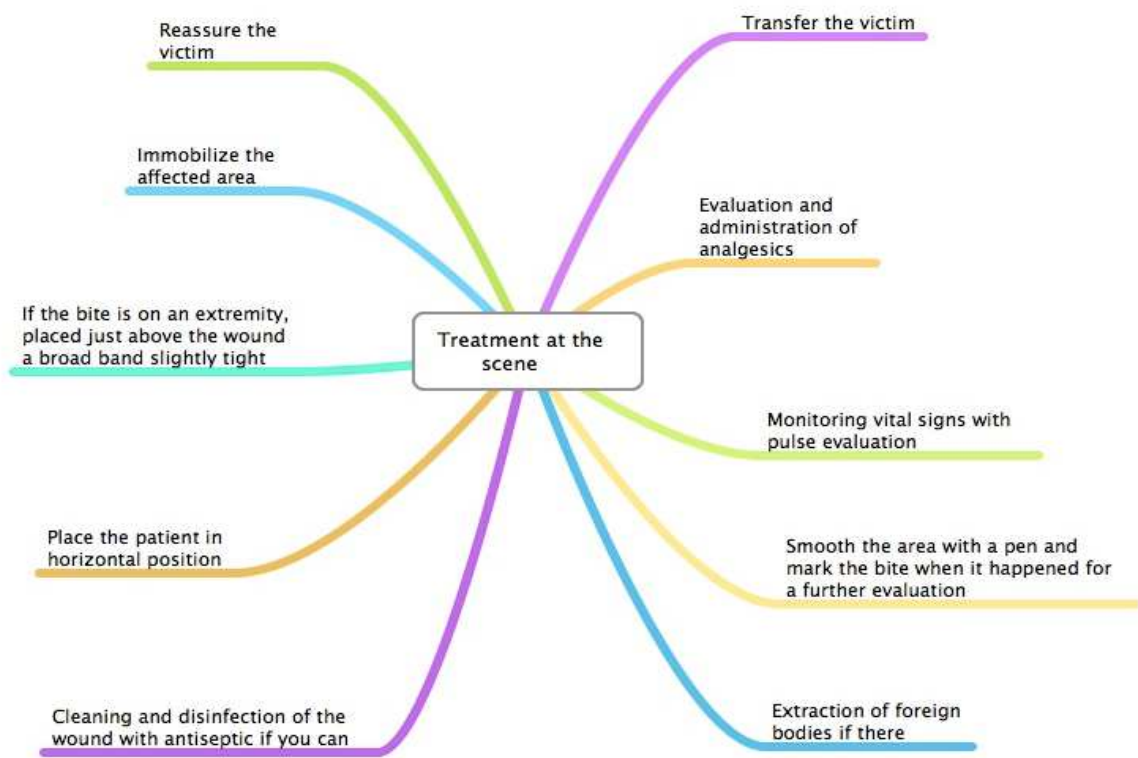 Reassure the
victim
Transfer the victim
Immobilize the
affected area
Evaluation and
administration of
analgesics
If the bite is on an extremity,
placed just above the wound
a broad band slightly tight
Treatment at the
scene
Monitoring vital signs with
pulse evaluation
Place the patient in
horizontal position
Smooth the area with a pen and
mark the bite when it happened for
a further evaluation
Cleaning and disinfection of the
wound with antiseptic if you can
Extraction of foreign
bodies if there